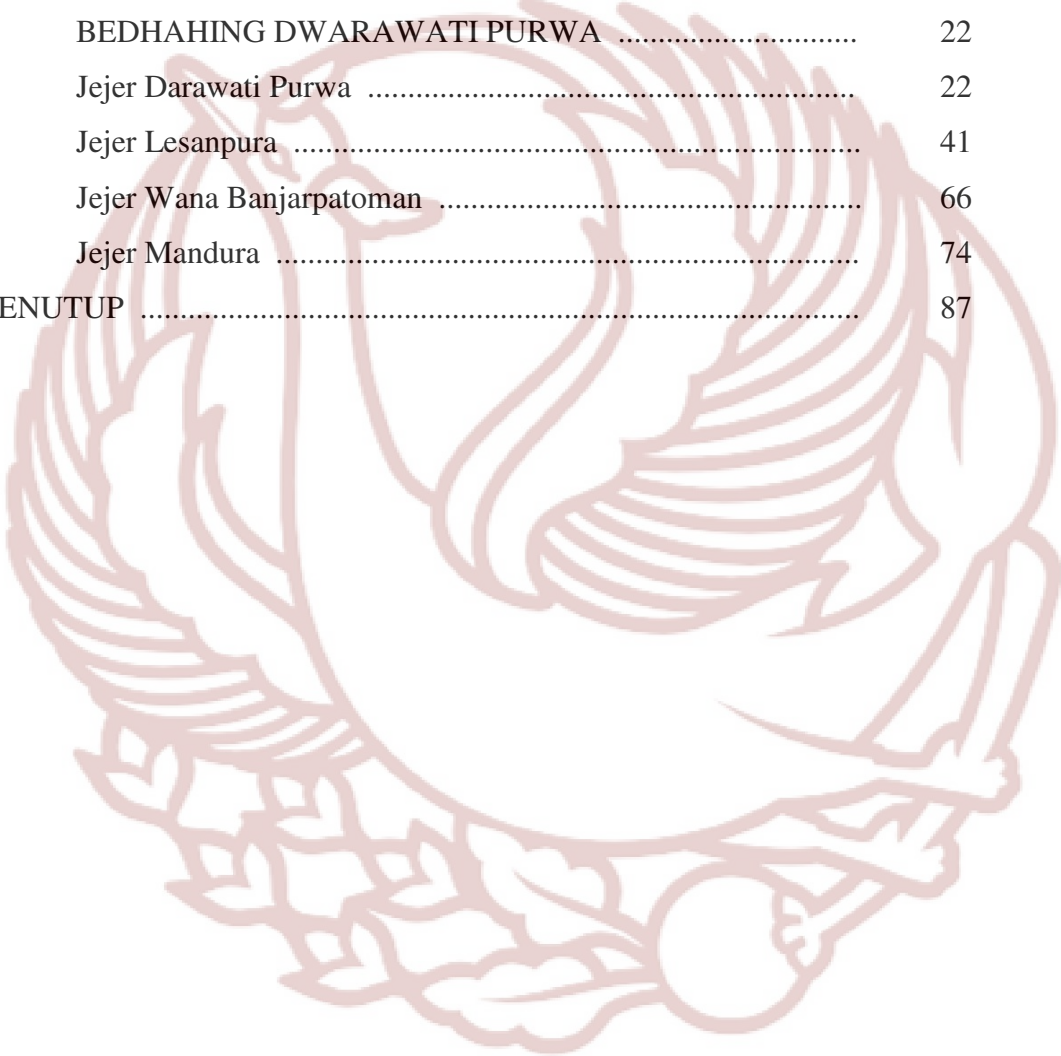 BEDHAHING DWARAWATI PURWA ........................... 22
Jejer Darawati Purwa ....................................................... 22
Jejer Lesanpura ................................................................ 41
Jejer Wana Banjarpatoman ................................................ 66
Jejer Mandura .................................................................. 74
ENUTUP .................................................................................. 87